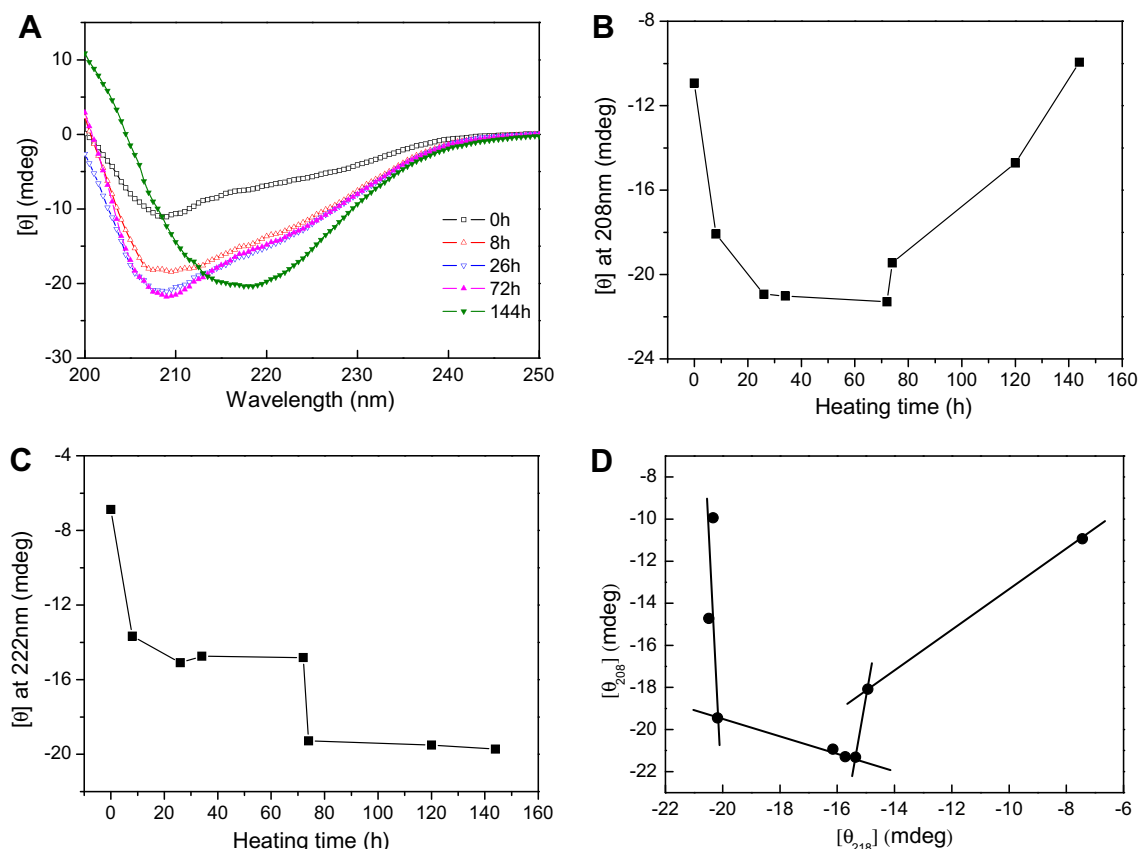 A
10
0
-10
-20
-30
[θ] (mdeg)
0h
8h
26h
72h
144h
200 210 220 230 240 250
Wavelength (nm)
B
-8
-12
-16
-20
-24
[θ] at 208nm (mdeg)
0 20 40 60 80 100 120 140 160
Heating time (h)
C
-4
-8
-12
-16
-20
[θ] at 222nm (mdeg)
0 20 40 60 80 100 120 140 160
Heating time (h)
D
-8
-10
-12
-14
-16
-18
-20
-22
[θ208] (mdeg)
-22 -20 -18 -16 -14 -12 -10 -8 -6
[θ218] (mdeg)